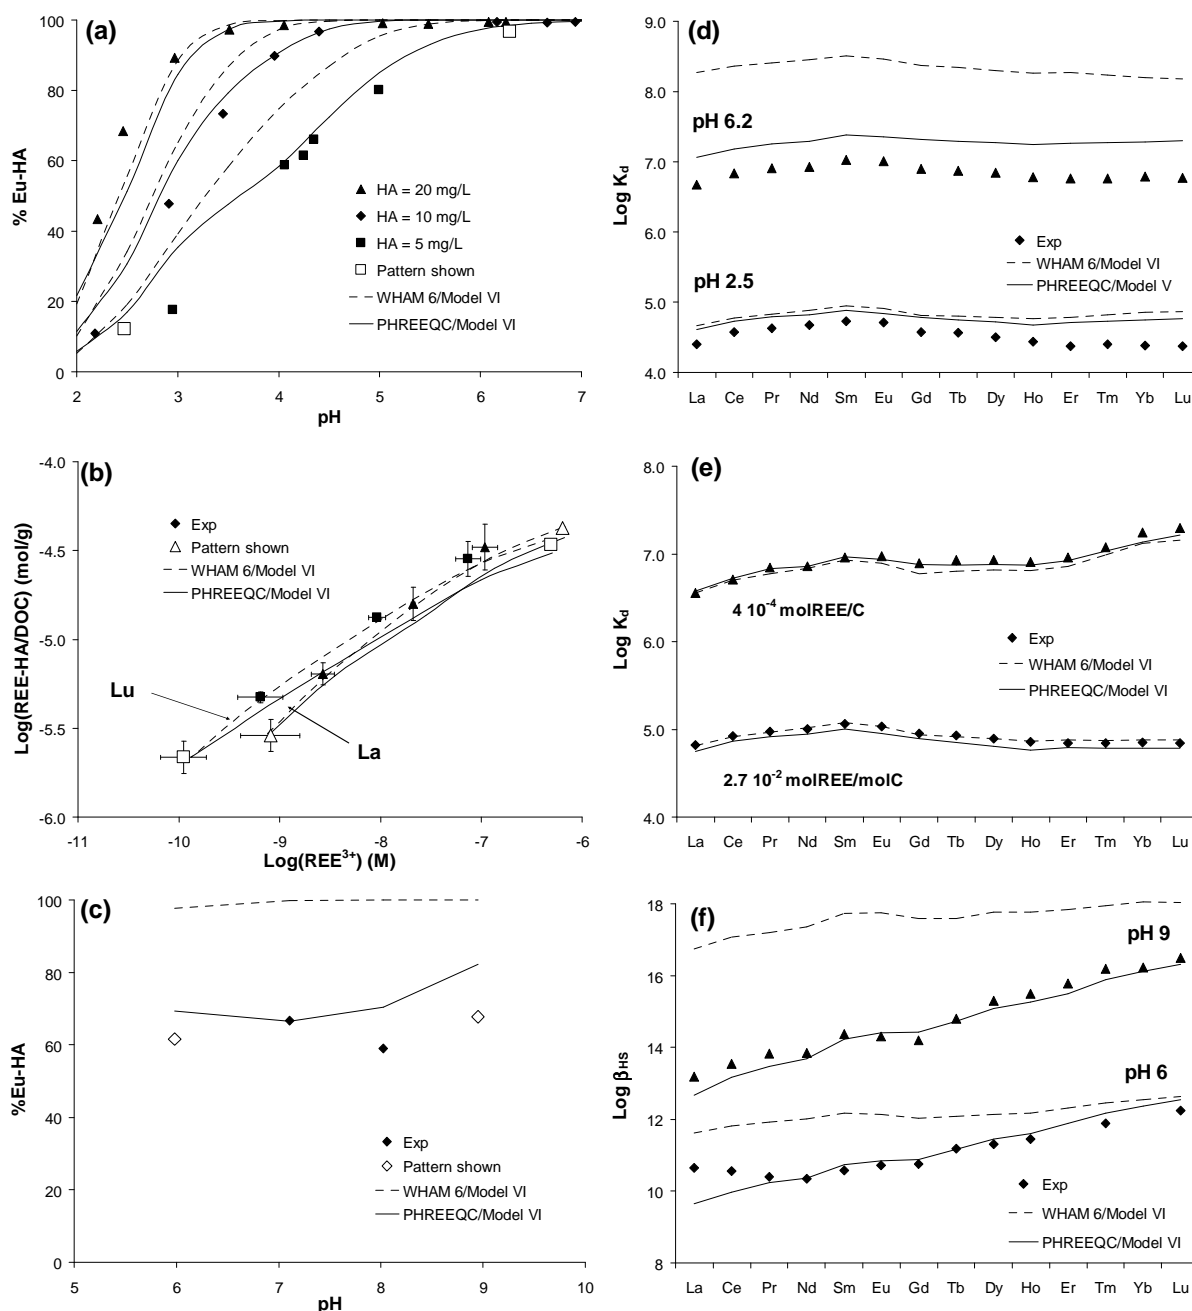 (a)
100
80
60
40
20
0
% Eu-HA
HA = 20 mg/L
HA = 10 mg/L
HA = 5 mg/L
Pattern shown
WHAM 6/Model VI
PHREEQC/Model VI
2 3 4 5 6 7
pH
(d)
9.0
8.0
7.0
6.0
5.0
4.0
Log Kd
pH 6.2
Exp
WHAM 6/Model VI
PHREEQC/Model V
pH 2.5
La Ce Pr Nd Sm Eu Gd Tb Dy Ho Er Tm Yb Lu
(b)
-4.0
-4.5
-5.0
-5.5
-6.0
Log(REE-HA/DOC) (mol/g)
Exp
Pattern shown
WHAM 6/Model VI
PHREEQC/Model VI
Lu
La
-11 -10 -9 -8 -7 -6
Log(REE3+) (M)
(e)
8.0
7.0
6.0
5.0
4.0
Log Kd
4 10-4 molREE/C
Exp
WHAM 6/Model VI
PHREEQC/Model VI
2.7 10-2 molREE/molC
La Ce Pr Nd Sm Eu Gd Tb Dy Ho Er Tm Yb Lu
(c)
100
80
60
40
20
0
%Eu-HA
Exp
Pattern shown
WHAM 6/Model VI
PHREEQC/Model VI
5 6 7 8 9 10
pH
(f)
18
16
14
12
10
8
Log βHS
pH 9
pH 6
Exp
WHAM 6/Model VI
PHREEQC/Model VI
La Ce Pr Nd Sm Eu Gd Tb Dy Ho Er Tm Yb Lu